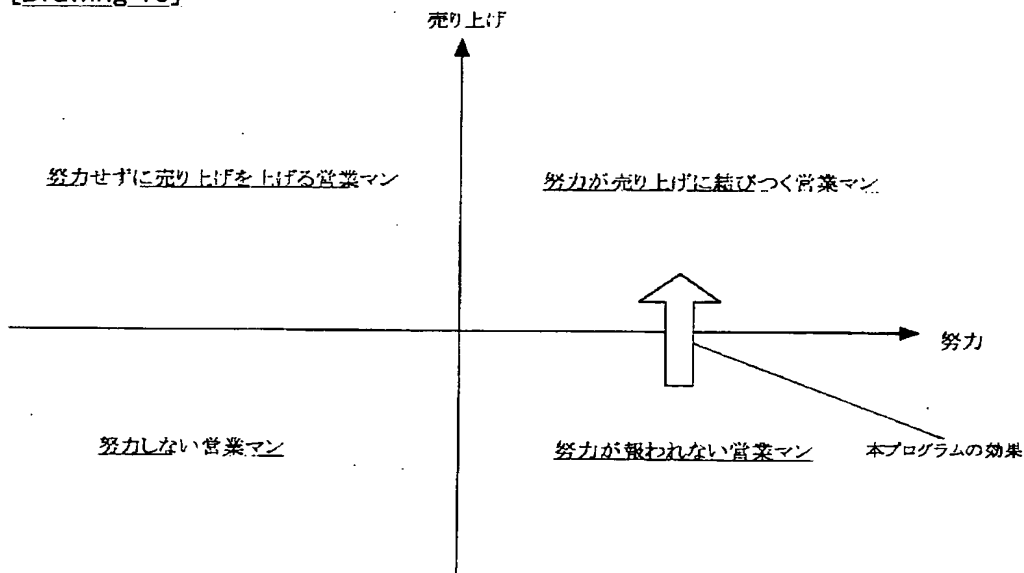 売り上げ
努力せずに売り上げを上げる営業マン
努力が売り上げに結びつく営業マン
努力
努力しない営業マン
努力が報われない営業マン
本プログラムの効果